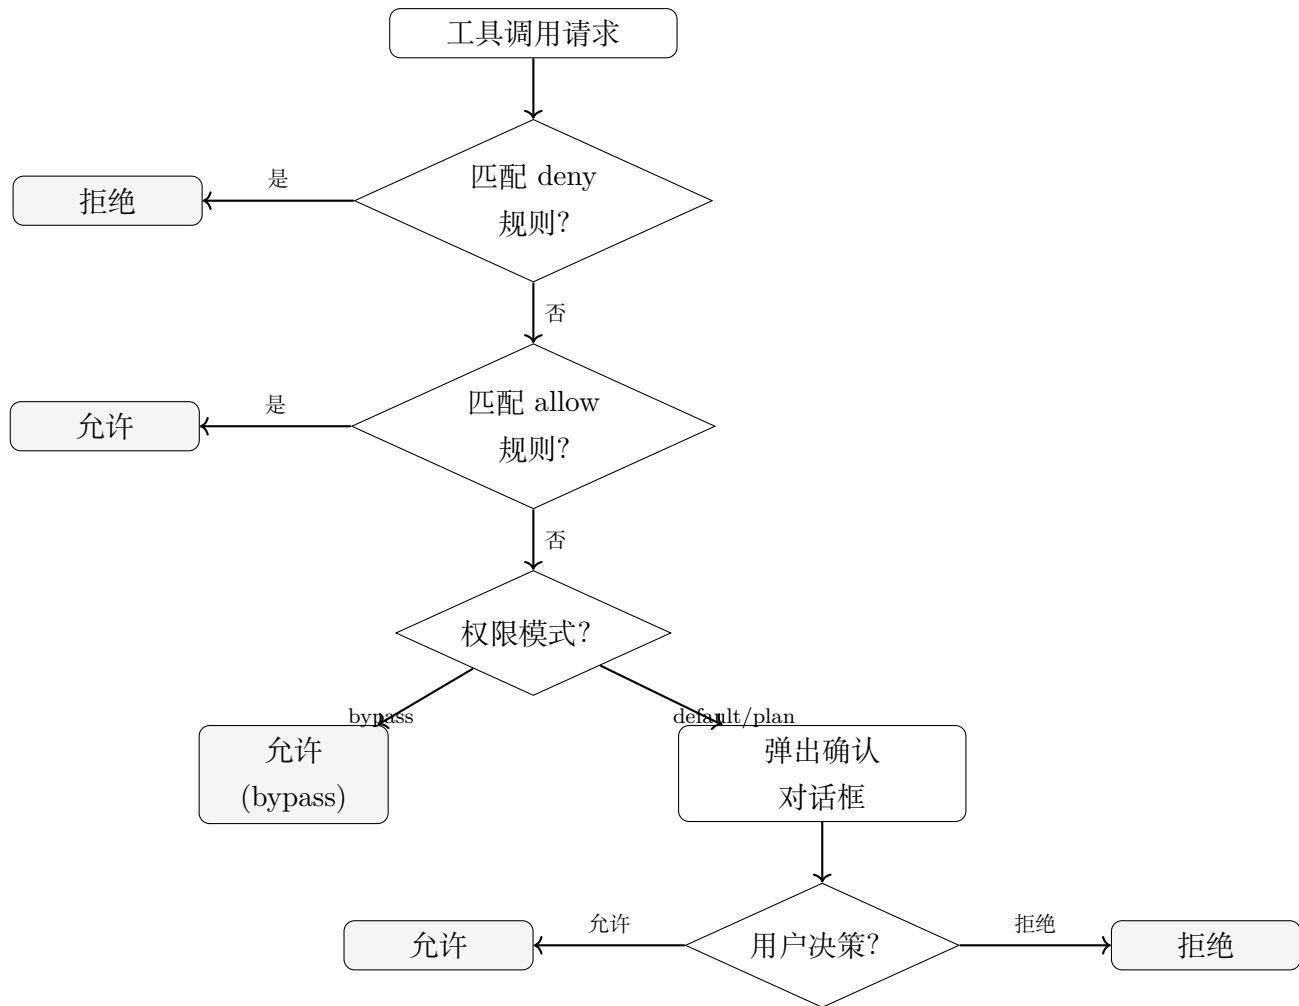 工具调用请求
匹配 deny
规则?
是
拒绝
否
匹配 allow
规则?
是
允许
否
权限模式?
bypass
default/plan
允许
(bypass)
弹出确认
对话框
允许
允许
用户决策?
拒绝
拒绝